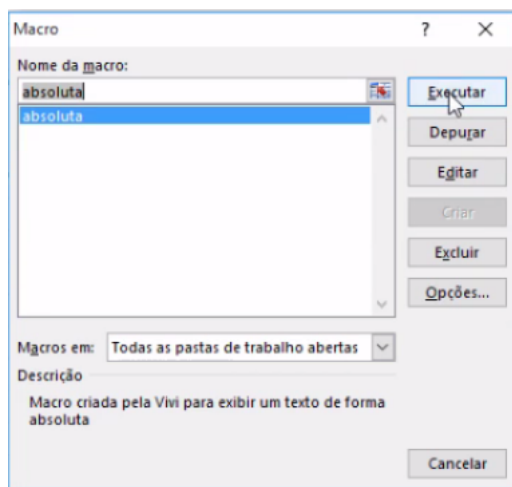 Macro
Nome da macro:
absoluta
Executar
absoluta
Depurar
Editar
Criar
Excluir
Opções...
Macros em: Todas as pastas de trabalho abertas
Descrição
Macro criada pela Vivi para exibir um texto de forma
absoluta
Cancelar